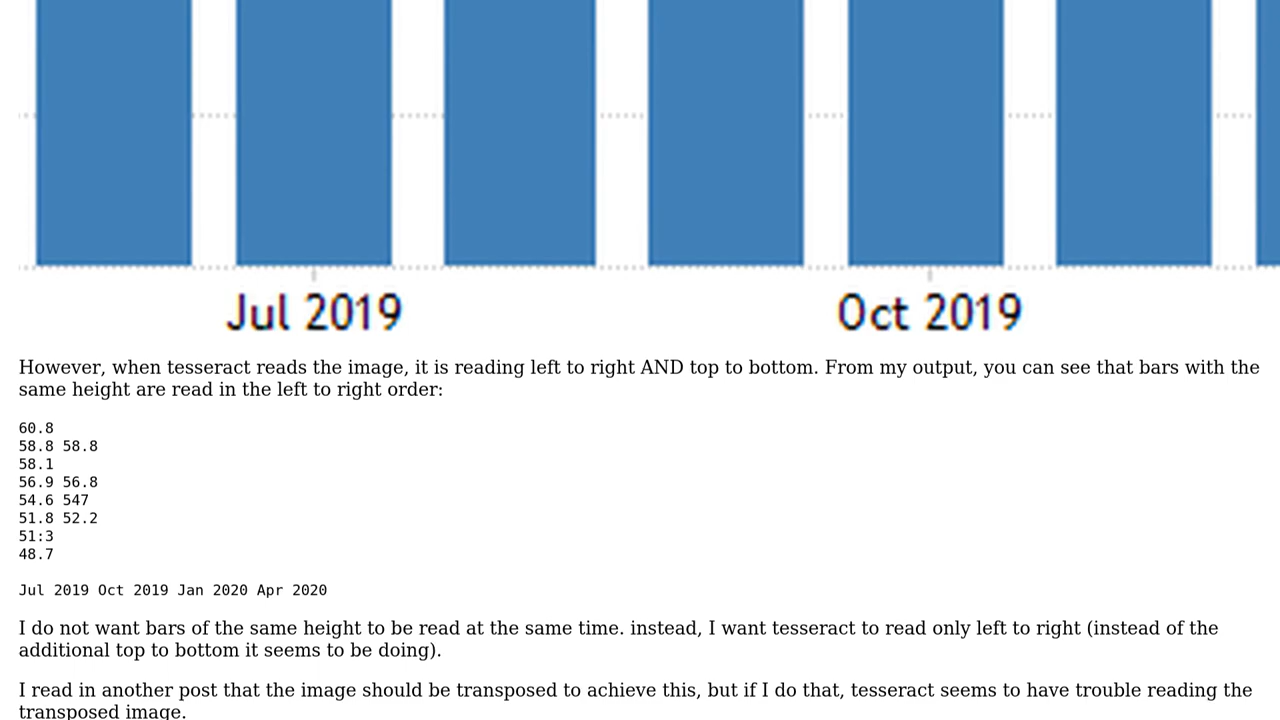 Jul 2019 Oct 2019
However, when tesseract reads the image, it is reading left to right AND top to bottom. From my output, you can see that bars with the
same height are read in the left to right order:
60.8
58.8 58.8
58.1
56.9 56.8
54.6 547
51.8 52.2
51:3
48.7
Jul 2019 Oct 2019 Jan 2020 Apr 2020
I do not want bars of the same height to be read at the same time. instead, I want tesseract to read only left to right (instead of the
additional top to bottom it seems to be doing).
I read in another post that the image should be transposed to achieve this, but if I do that, tesseract seems to have trouble reading the
transposed image.